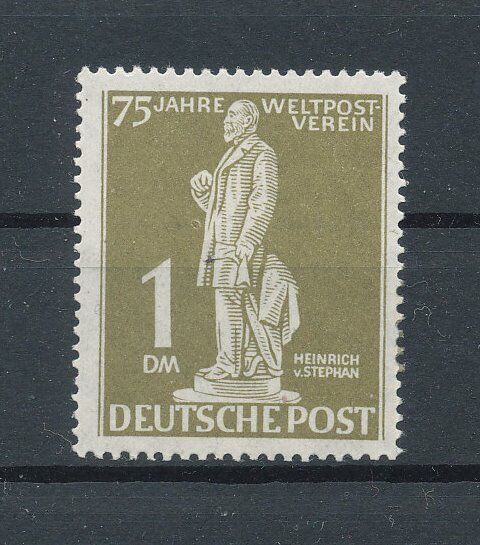 75 JAHRE WELTPOST-
VEREIN
1
DM
HEINRICH
v. STEPHAN
DEUTSCHE POST